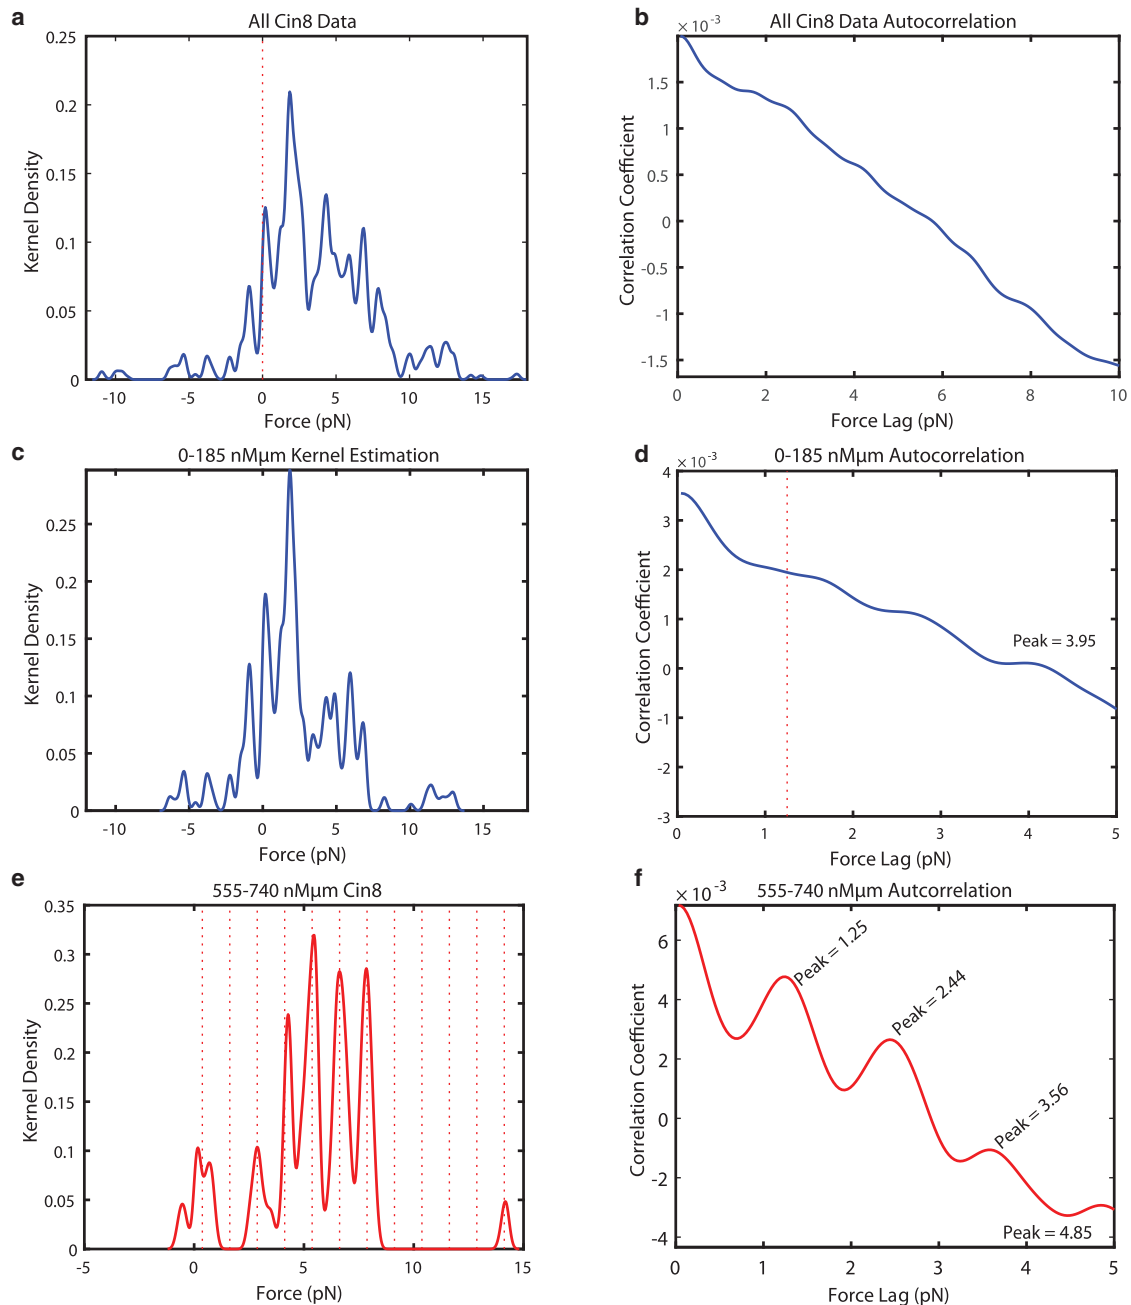 a
All Cin8 Data
0.25
0.2
0.15
0.1
0.05
0
Kernel Density
-10 -5 0 5 10 15
Force (pN)
b
All Cin8 Data Autocorrelation
×10-3
1.5
1
0.5
0
-0.5
-1
-1.5
Correlation Coefficient
0 2 4 6 8 10
Force Lag (pN)
c
0-185 nMμm Kernel Estimation
0.25
0.2
0.15
0.1
0.05
0
Kernel Density
-10 -5 0 5 10 15
Force (pN)
d
0-185 nMμm Autocorrelation
×10-3
4
3
2
1
0
-1
-2
-3
Correlation Coefficient
Peak = 3.95
0 1 2 3 4 5
Force Lag (pN)
e
555-740 nMμm Cin8
0.35
0.3
0.25
0.2
0.15
0.1
0.05
0
Kernel Density
-5 0 5 10 15
Force (pN)
f
555-740 nMμm Autocorrelation
×10-3
6
4
2
0
-2
-4
Correlation Coefficient
Peak = 1.25
Peak = 2.44
Peak = 3.56
Peak = 4.85
0 1 2 3 4 5
Force Lag (pN)